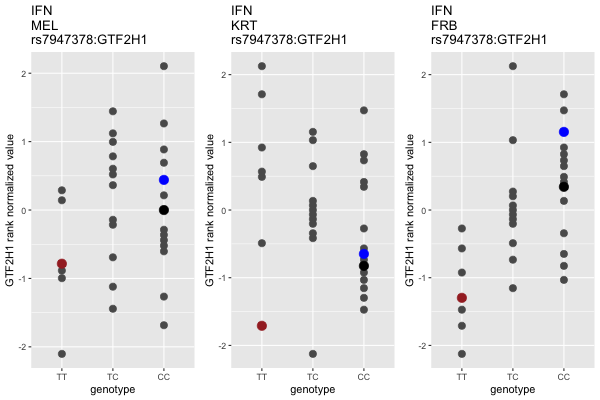 IFN
MEL
rs7947378:GTF2H1
GTF2H1 rank normalized value
2
1
0
-1
-2
TT TC CC
genotype
IFN
KRT
rs7947378:GTF2H1
GTF2H1 rank normalized value
2
1
0
-1
-2
TT TC CC
genotype
IFN
FRB
rs7947378:GTF2H1
GTF2H1 rank normalized value
2
1
0
-1
-2
TT TC CC
genotype